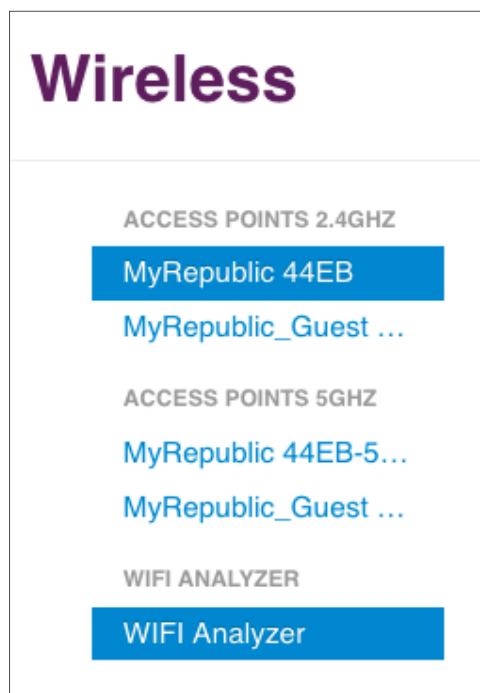 Wireless
ACCESS POINTS 2.4GHZ
MyRepublic 44EB
MyRepublic_Guest ...
ACCESS POINTS 5GHZ
MyRepublic 44EB-5...
MyRepublic_Guest ...
WIFI ANALYZER
WIFI Analyzer